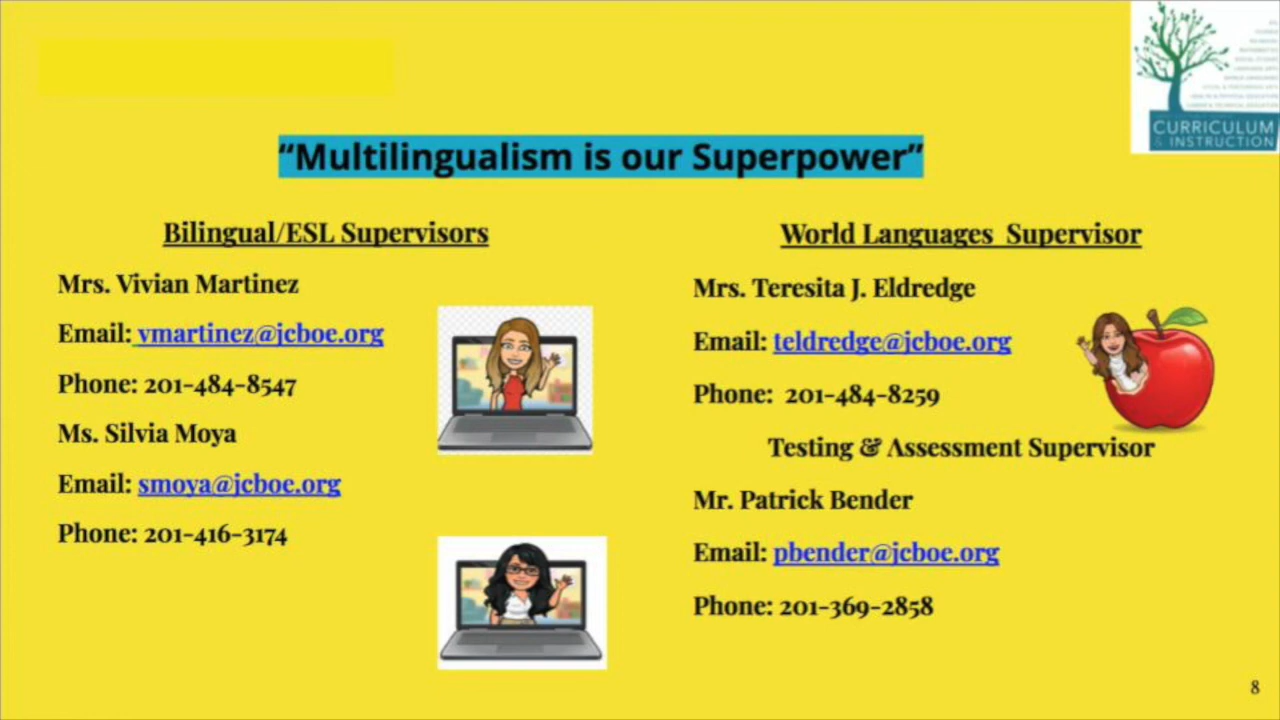 “Multilingualism is our Superpower”
CURRICULUM
& INSTRUCTION
Bilingual/ESL Supervisors
Mrs. Vivian Martinez
Email: vmartinez@jcboe.org
Phone: 201-484-8547
Ms. Silvia Moya
Email: smoya@jcboe.org
Phone: 201-416-3174
World Languages  Supervisor
Mrs. Teresita J. Eldredge
Email: teldredge@jcboe.org
Phone:  201-484-8259
Testing & Assessment Supervisor
Mr. Patrick Bender
Email: pbender@jcboe.org
Phone: 201-369-2858
8